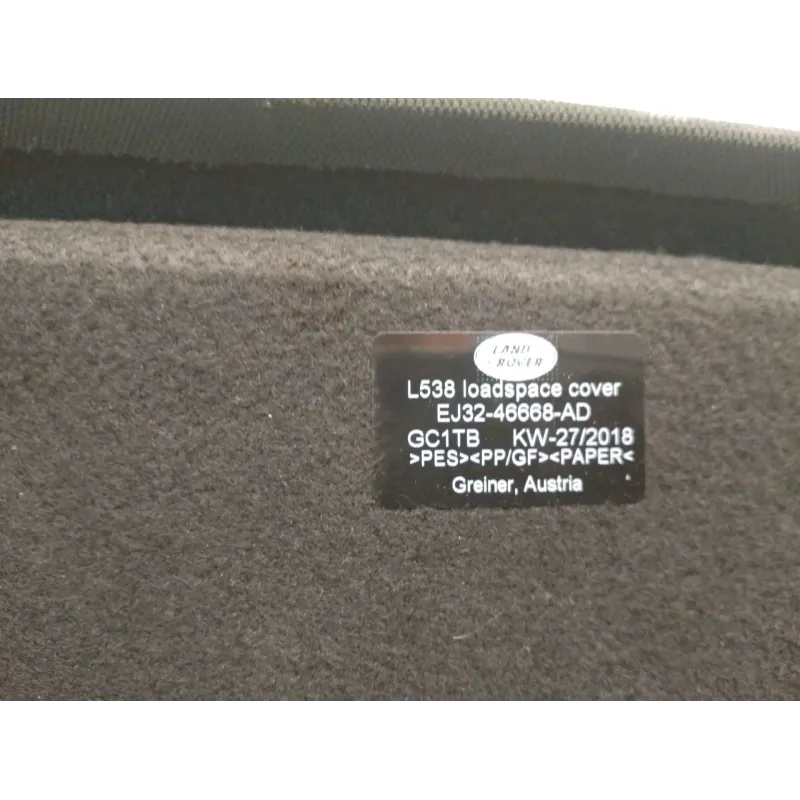 LAND
ROVER
L538 loadspace cover
EJ32-46668-AD
GC1TB KW-27/2018
>PES><PP/GF><PAPER<
Greiner, Austria